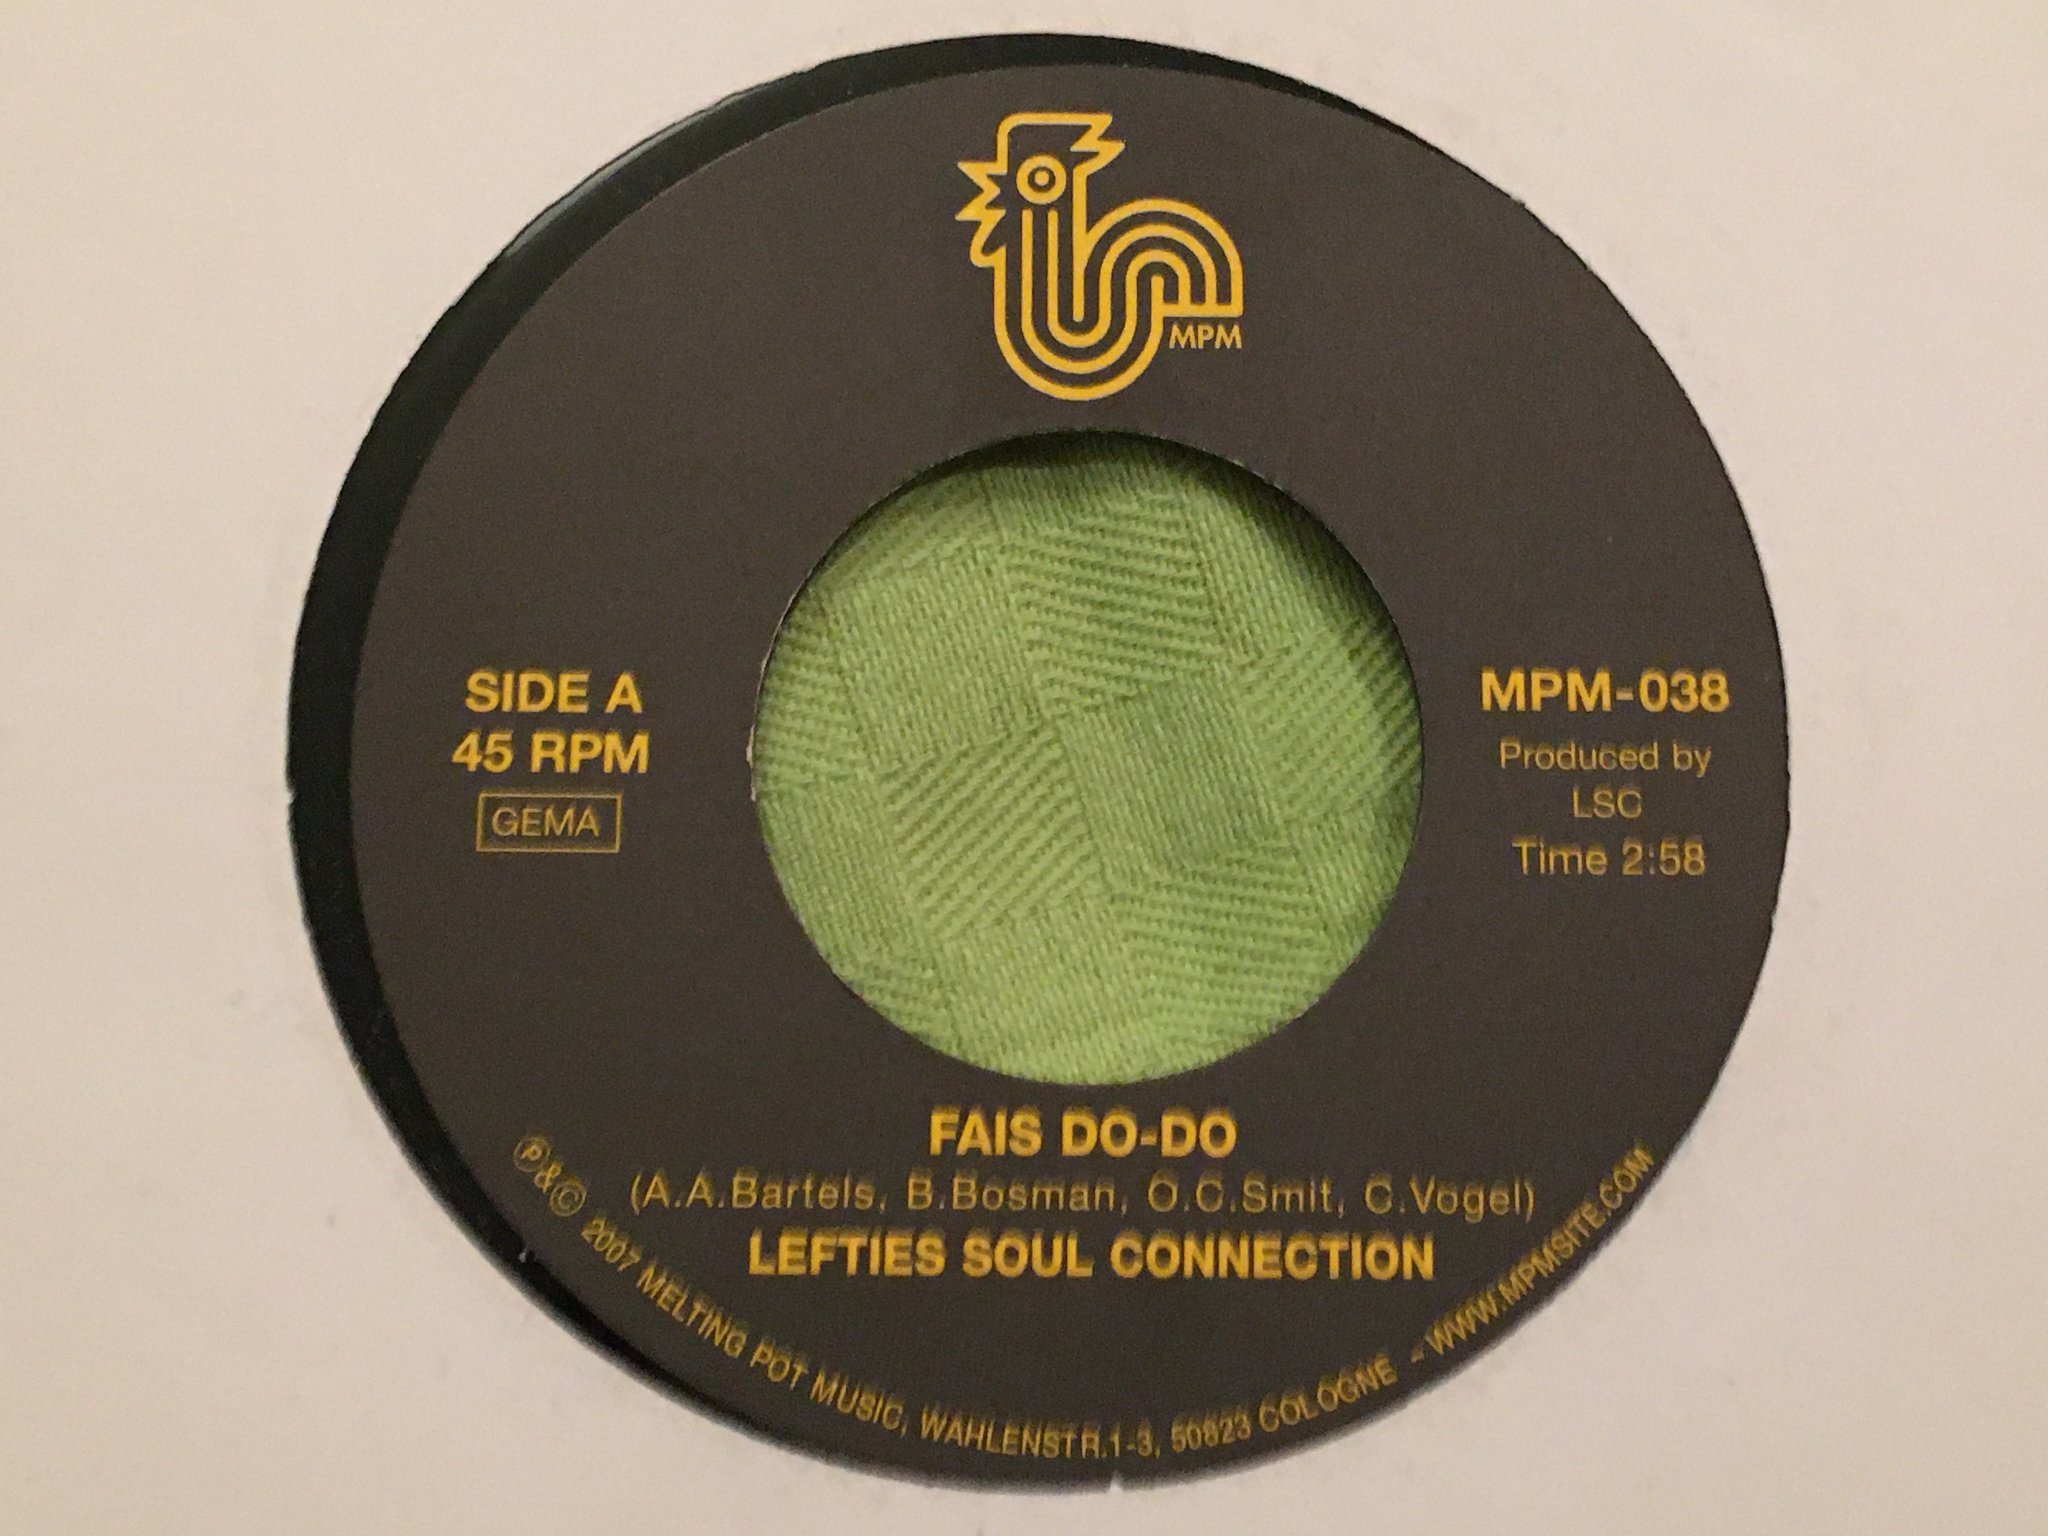 MPM
SIDE A
45 RPM
GEMA
MPM-038
Produced by
LSC
Time 2:58
FAIS DO-DO
(A.A.Bartels, B.Bosman, O.C.Smit, C.Vogel)
LEFTIES SOUL CONNECTION
℗&© 2007 MELTING POT MUSIC, WAHLENSTR.1-3, 50823 COLOGNE - WWW.MPMSITE.COM